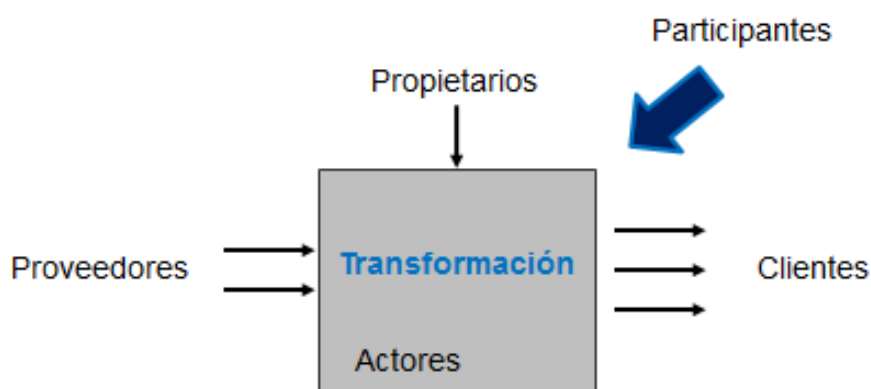 Participantes
Propietarios
Proveedores
Transformación
Clientes
Actores